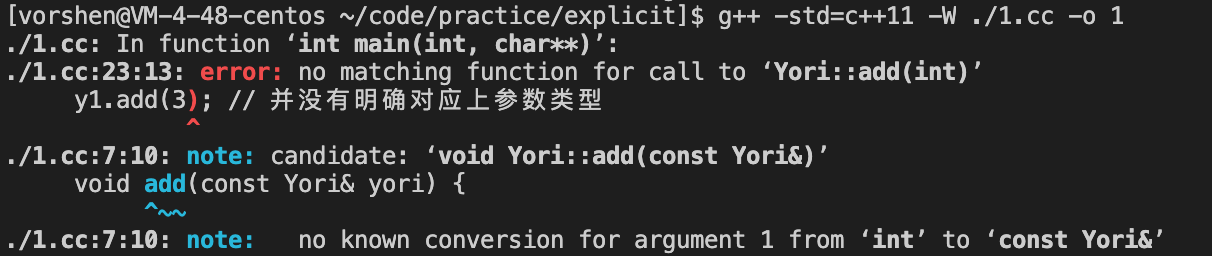 [vorshen@VM-4-48-centos ~/code/practice/explicit]$ g++ -std=c++11 -W ./1.cc -o 1
./1.cc: In function ‘int main(int, char**)’:
./1.cc:23:13: error: no matching function for call to ‘Yori::add(int)’
    y1.add(3); // 并没有明确对应上参数类型
            ^
./1.cc:7:10: note: candidate: ‘void Yori::add(const Yori&)’
    void add(const Yori& yori) {
         ^~~
./1.cc:7:10: note:   no known conversion for argument 1 from ‘int’ to ‘const Yori&’